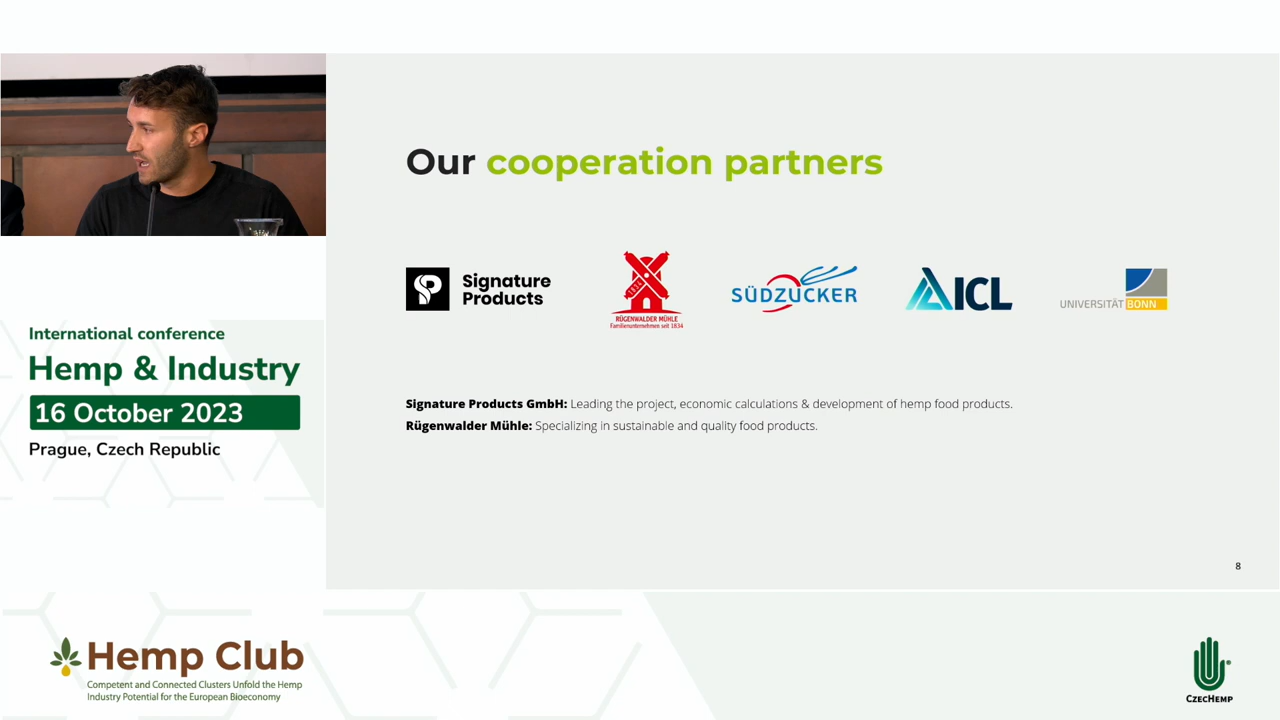 Our cooperation partners
Signature
Products
1834
RÜGENWALDER MÜHLE
Familienunternehmen seit 1834
SÜDZUCKER
ICL
UNIVERSITÄT BONN
Signature Products GmbH: Leading the project, economic calculations & development of hemp food products.
Rügenwalder Mühle: Specializing in sustainable and quality food products.
8
International conference
Hemp & Industry
16 October 2023
Prague, Czech Republic
Hemp Club
Competent and Connected Clusters Unfold the Hemp
Industry Potential for the European Bioeconomy
CZECHEMP